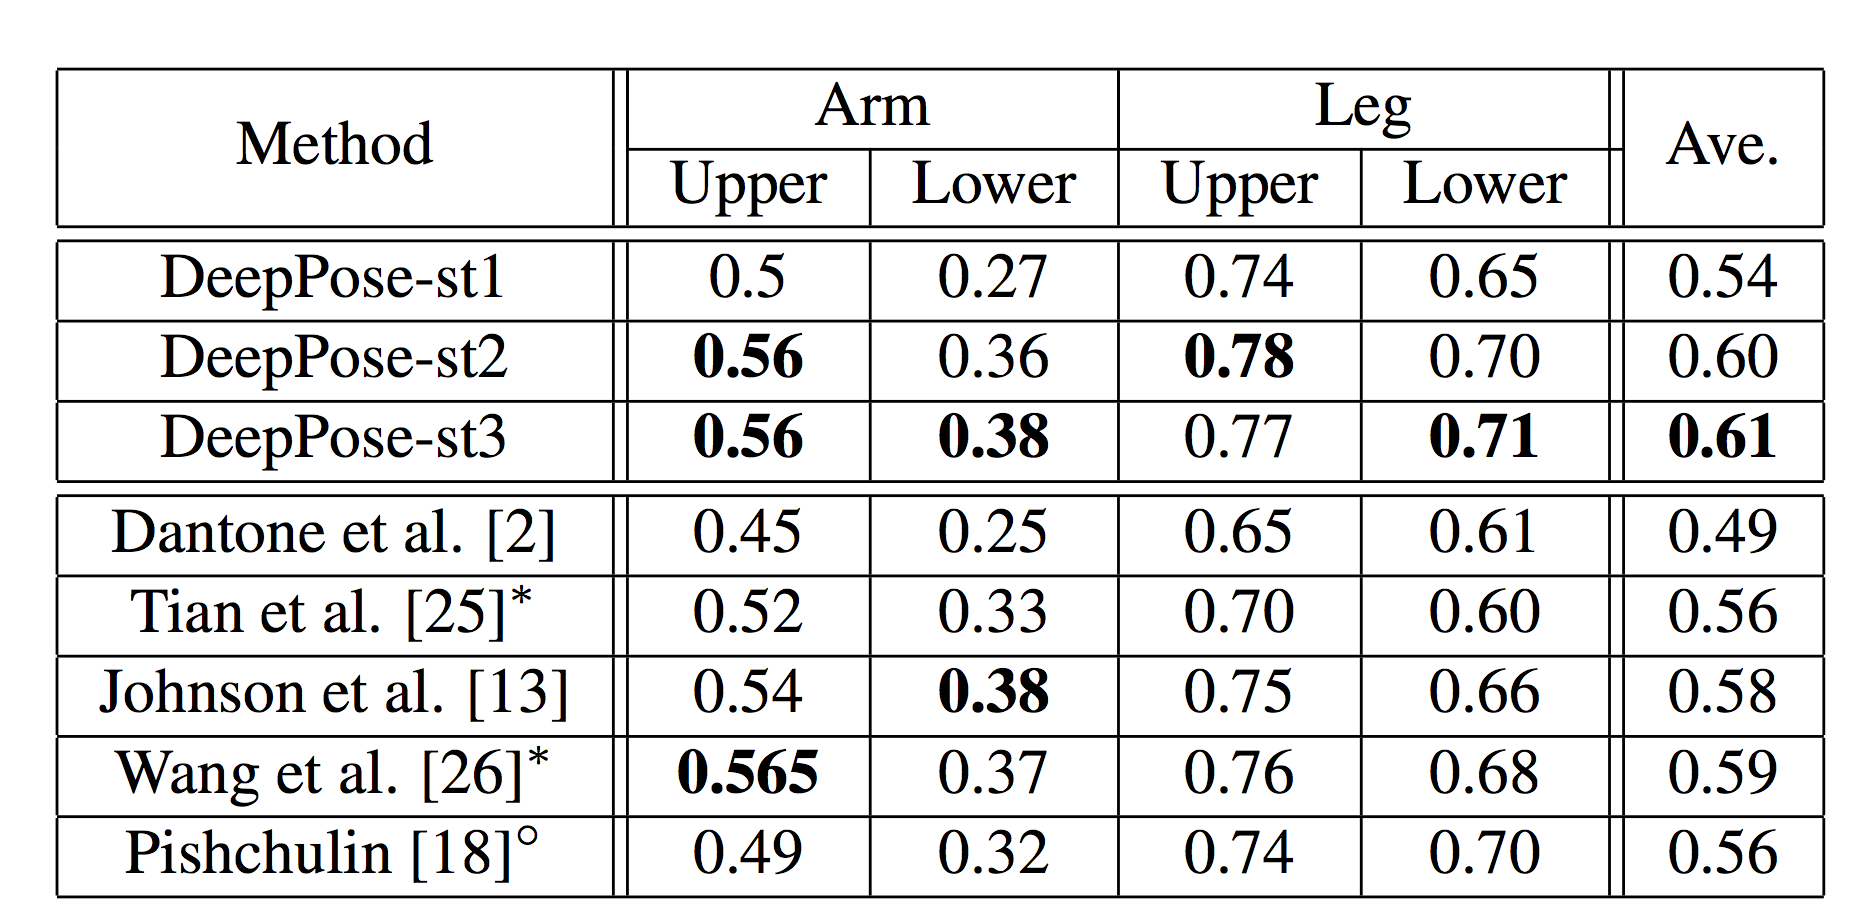 Method Arm Leg Ave.
Upper Lower Upper Lower
DeepPose-st1 0.5 0.27 0.74 0.65 0.54
DeepPose-st2 0.56 0.36 0.78 0.70 0.60
DeepPose-st3 0.56 0.38 0.77 0.71 0.61
Dantone et al. [2] 0.45 0.25 0.65 0.61 0.49
Tian et al. [25]* 0.52 0.33 0.70 0.60 0.56
Johnson et al. [13] 0.54 0.38 0.75 0.66 0.58
Wang et al. [26]* 0.565 0.37 0.76 0.68 0.59
Pishchulin [18]° 0.49 0.32 0.74 0.70 0.56